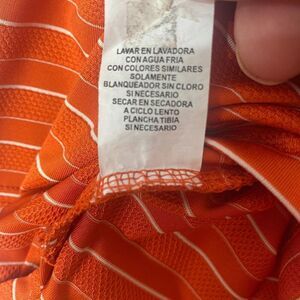 LAVAR EN LAVADORA
CON AGUA FRIA
CON COLORES SIMILARES
SOLAMENTE
BLANQUEADOR SIN CLORO
SI NECESARIO
SECAR EN SECADORA
A CICLO LENTO
PLANCHA TIBIA
SI NECESARIO